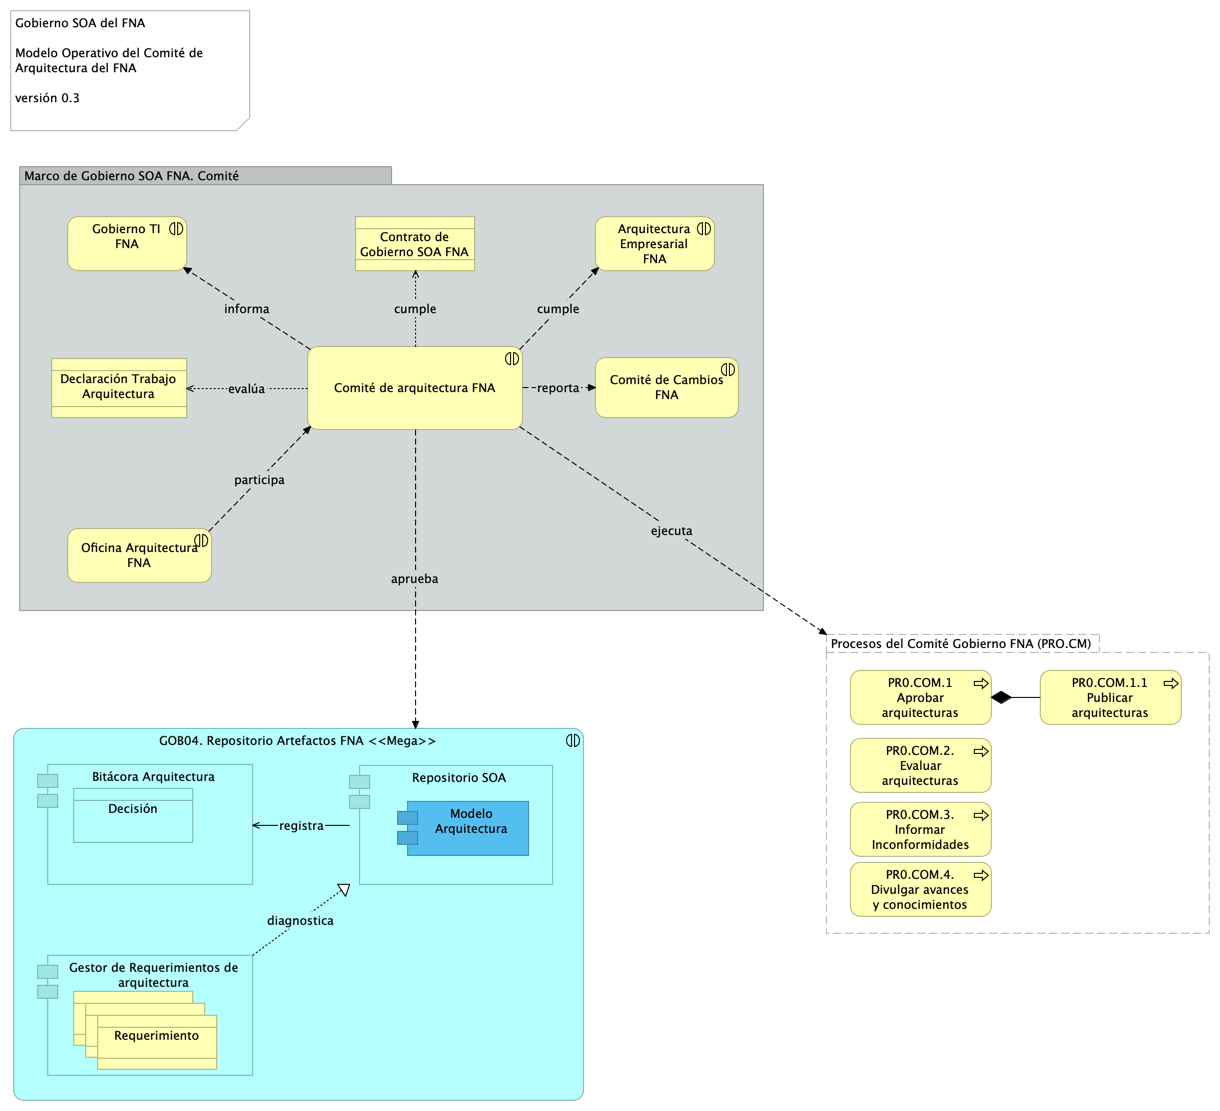 Gobierno SOA del FNA
Modelo Operativo del Comité de
Arquitectura del FNA
versión 0.3
Marco de Gobierno SOA FNA. Comité
Gobierno TI
FNA
Contrato de
Gobierno SOA FNA
Arquitectura
Empresarial
FNA
informa
cumple
cumple
Declaración Trabajo
Arquitectura
evalúa
Comité de arquitectura FNA
reporta
Comité de Cambios
FNA
participa
Oficina Arquitectura
FNA
ejecuta
aprueba
Procesos del Comité Gobierno FNA (PRO.CM)
PR0.COM.1
Aprobar
arquitecturas
PR0.COM.1.1
Publicar
arquitecturas
PR0.COM.2.
Evaluar
arquitecturas
PR0.COM.3.
Informar
Inconformidades
PR0.COM.4.
Divulgar avances
y conocimientos
GOB04. Repositorio Artefactos FNA <<Mega>>
Bitácora Arquitectura
Decisión
registra
Repositorio SOA
Modelo
Arquitectura
diagnostica
Gestor de Requerimientos de
arquitectura
Requerimiento